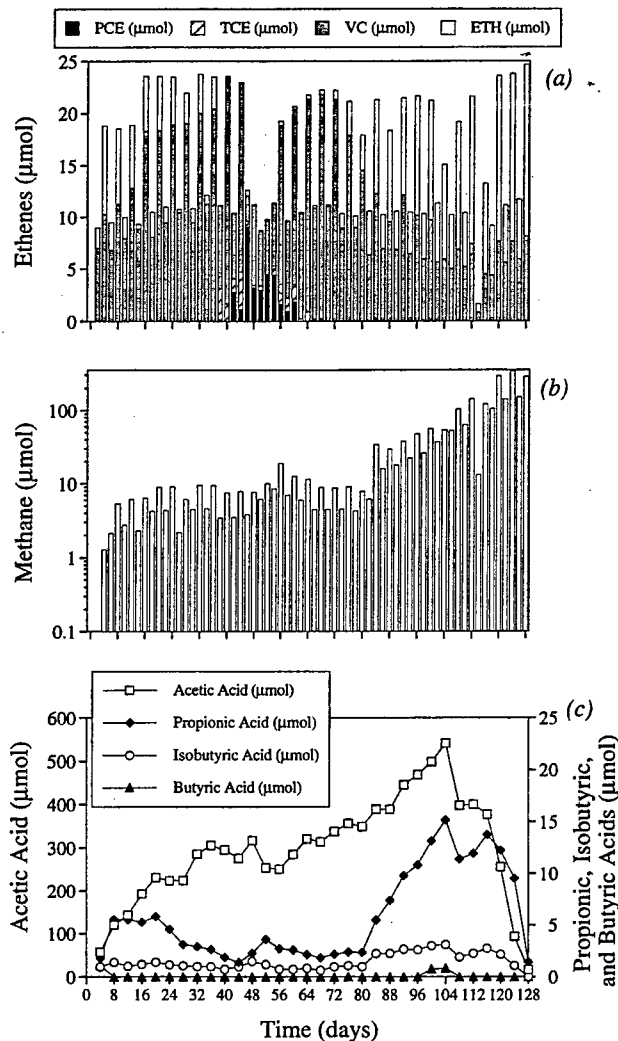 PCE (μmol) TCE (μmol) VC (μmol) ETH (μmol)
(a)
Ethenes (μmol)
25
20
15
10
5
0
(b)
Methane (μmol)
100
10
1
0.1
(c)
Acetic Acid (μmol)
Propionic Acid (μmol)
Isobutyric Acid (μmol)
Butyric Acid (μmol)
Acetic Acid (μmol)
600
500
400
300
200
100
0
25
20
15
10
5
0
Propionic, Isobutyric,
and Butyric Acids (μmol)
0 8 16 24 32 40 48 56 64 72 80 88 96 104 112 128
Time (days)